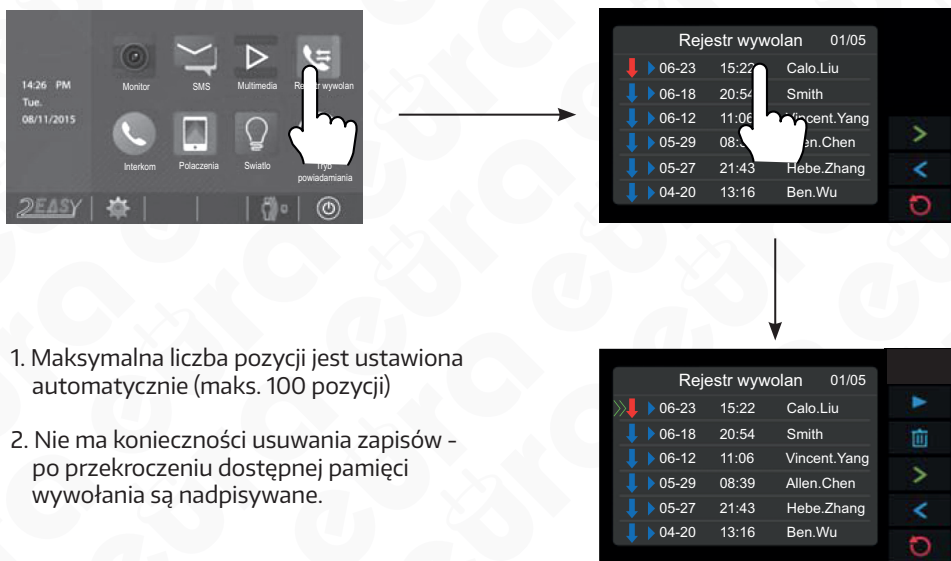 14:26 PM
Tue.
08/11/2015
Monitor
SMS
Multimedia
Interkom
Polaczenia
Swiatlo
powiadamiania
2EASY
Rejestr wywolan 01/05
06-23 15:22 Calo.Liu
06-18 20:54 Smith
06-12 11:06
05-29
05-27 21:43 Hebe.Zhang
04-20 13:16 Ben.Wu
1. Maksymalna liczba pozycji jest ustawiona
automatycznie (maks. 100 pozycji)
2. Nie ma konieczności usuwania zapisów -
po przekroczeniu dostępnej pamięci
wywołania są nadpisywane.
Rejestr wywolan 01/05
06-23 15:22 Calo.Liu
06-18 20:54 Smith
06-12 11:06 Vincent.Yang
05-29 08:39 Allen.Chen
05-27 21:43 Hebe.Zhang
04-20 13:16 Ben.Wu